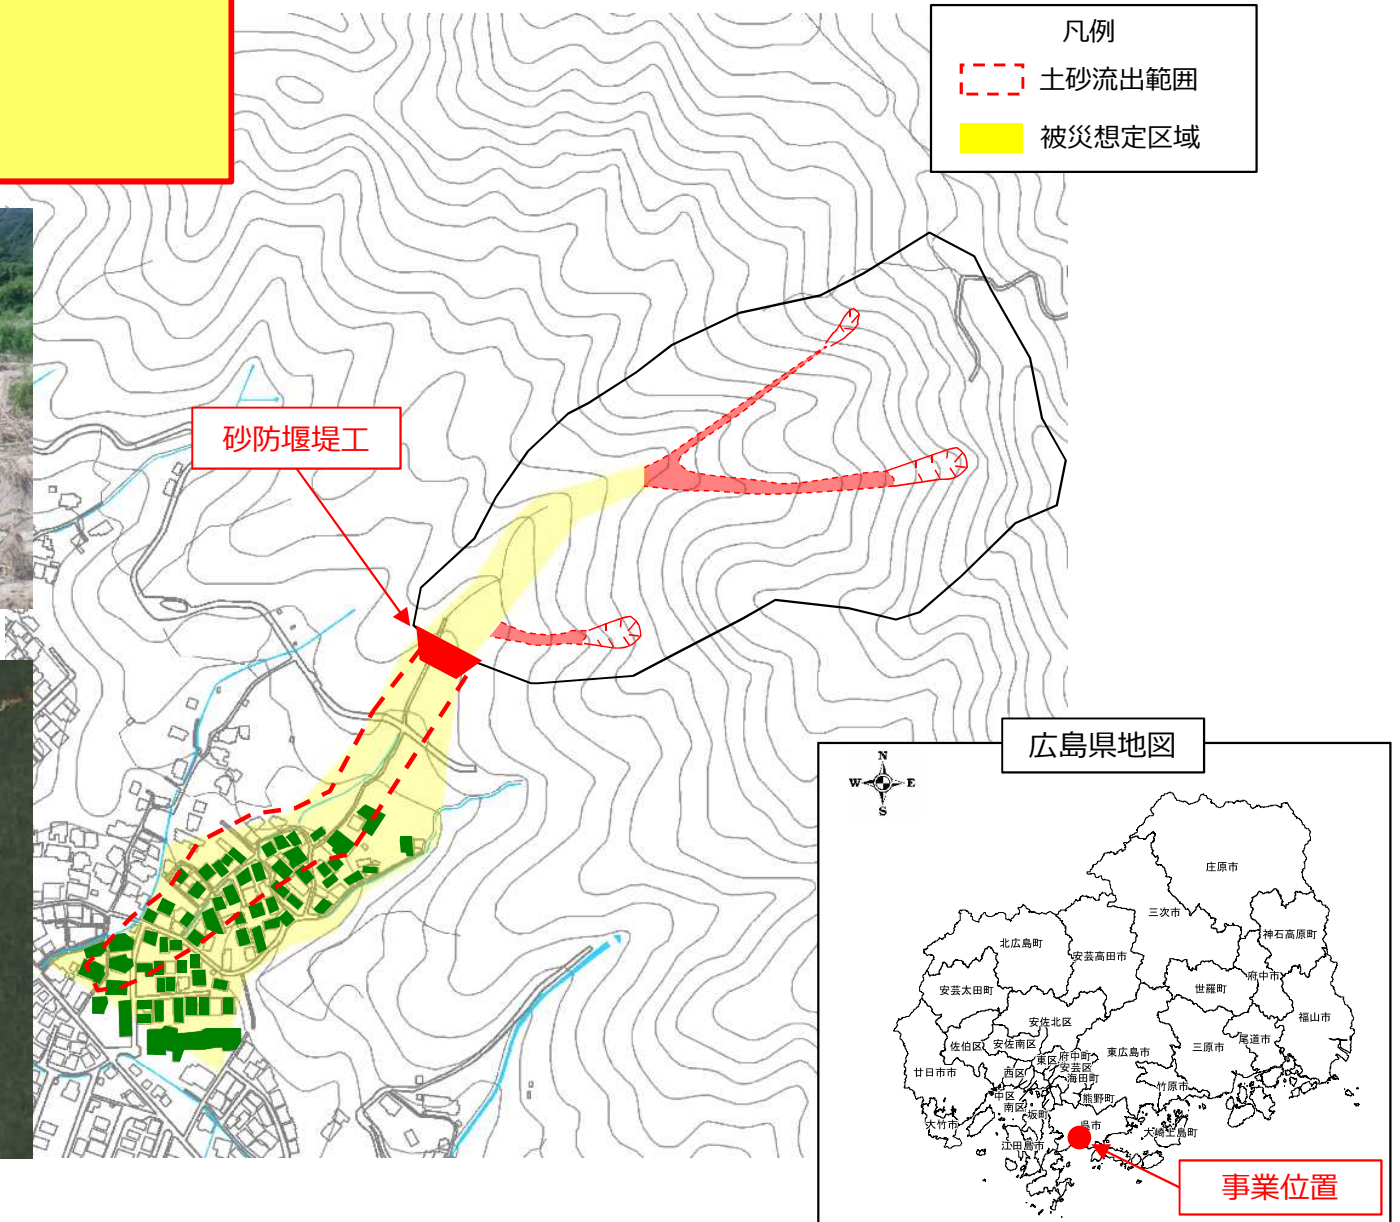 凡例
土砂流出範囲
被災想定区域
砂防堰堤工
広島県地図
N
W
E
S
庄原市
三次市
神石高原町
北広島町
安芸高田市
府中市
安芸太田町
世羅町
福山市
安佐北区
佐伯区
安佐南区
東広島市
三原市
尾道市
東区
府中町
安芸区
廿日市市
西区
海田町
竹原市
中区
熊野町
南区
坂町
大竹市
呉市
大崎上島町
江田島市
事業位置